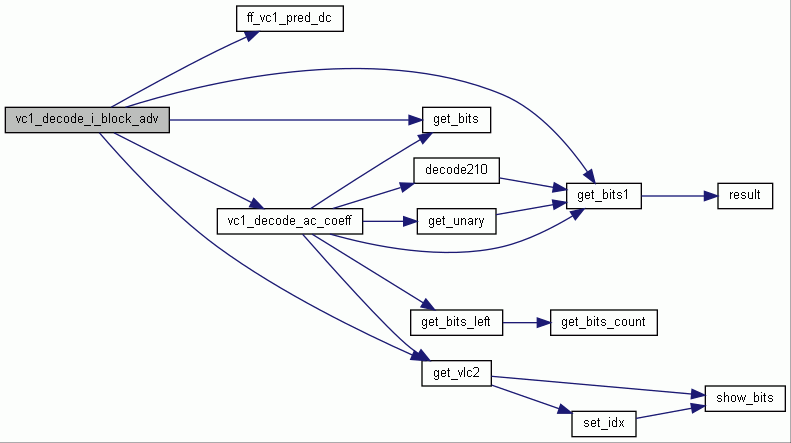 ff_vc1_pred_dc
vc1_decode_i_block_adv
get_bits
decode210
get_bits1
result
vc1_decode_ac_coeff
get_unary
get_bits_left
get_bits_count
get_vlc2
show_bits
set_idx